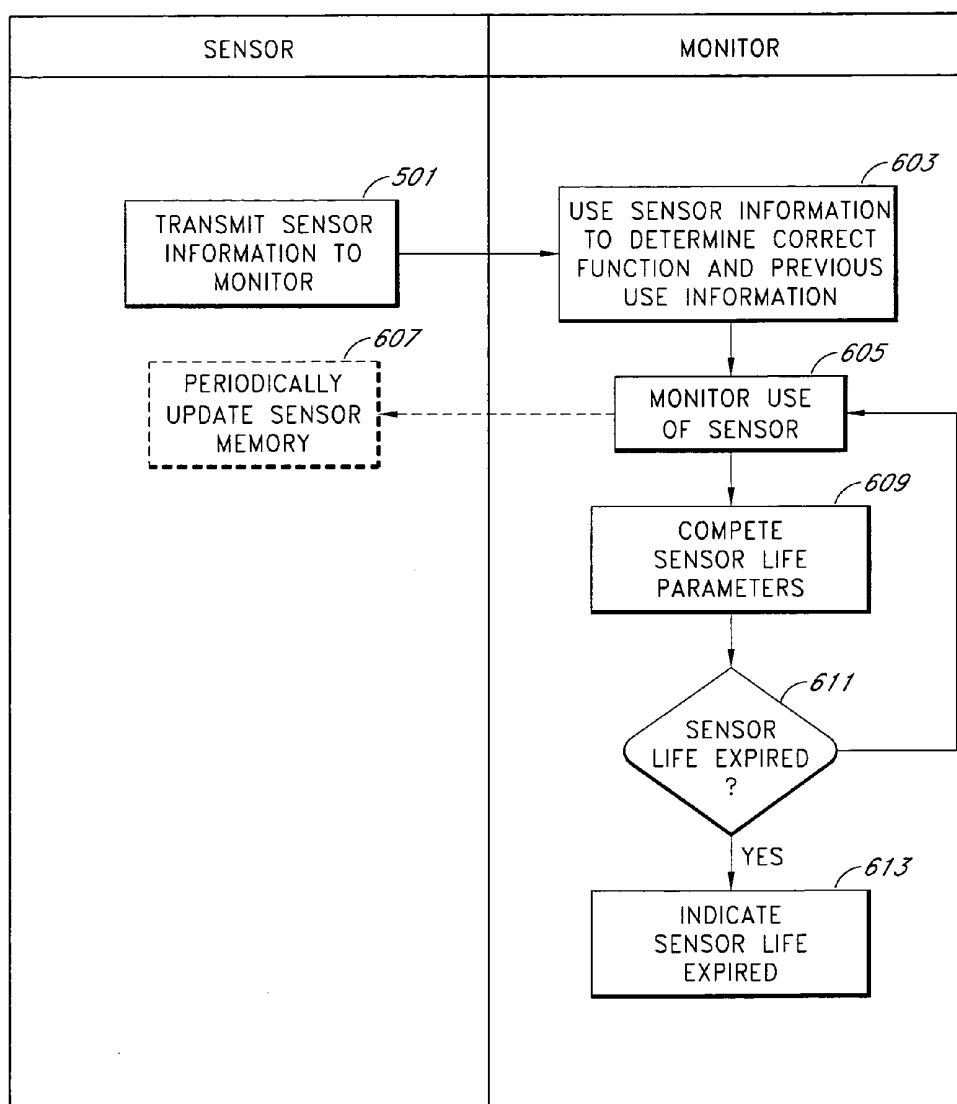 SENSOR
MONITOR
501
TRANSMIT SENSOR
INFORMATION TO
MONITOR
603
USE SENSOR INFORMATION
TO DETERMINE CORRECT
FUNCTION AND PREVIOUS
USE INFORMATION
607
PERIODICALLY
UPDATE SENSOR
MEMORY
605
MONITOR USE
OF SENSOR
609
COMPETE
SENSOR LIFE
PARAMETERS
611
SENSOR
LIFE EXPIRED
?
YES
613
INDICATE
SENSOR LIFE
EXPIRED